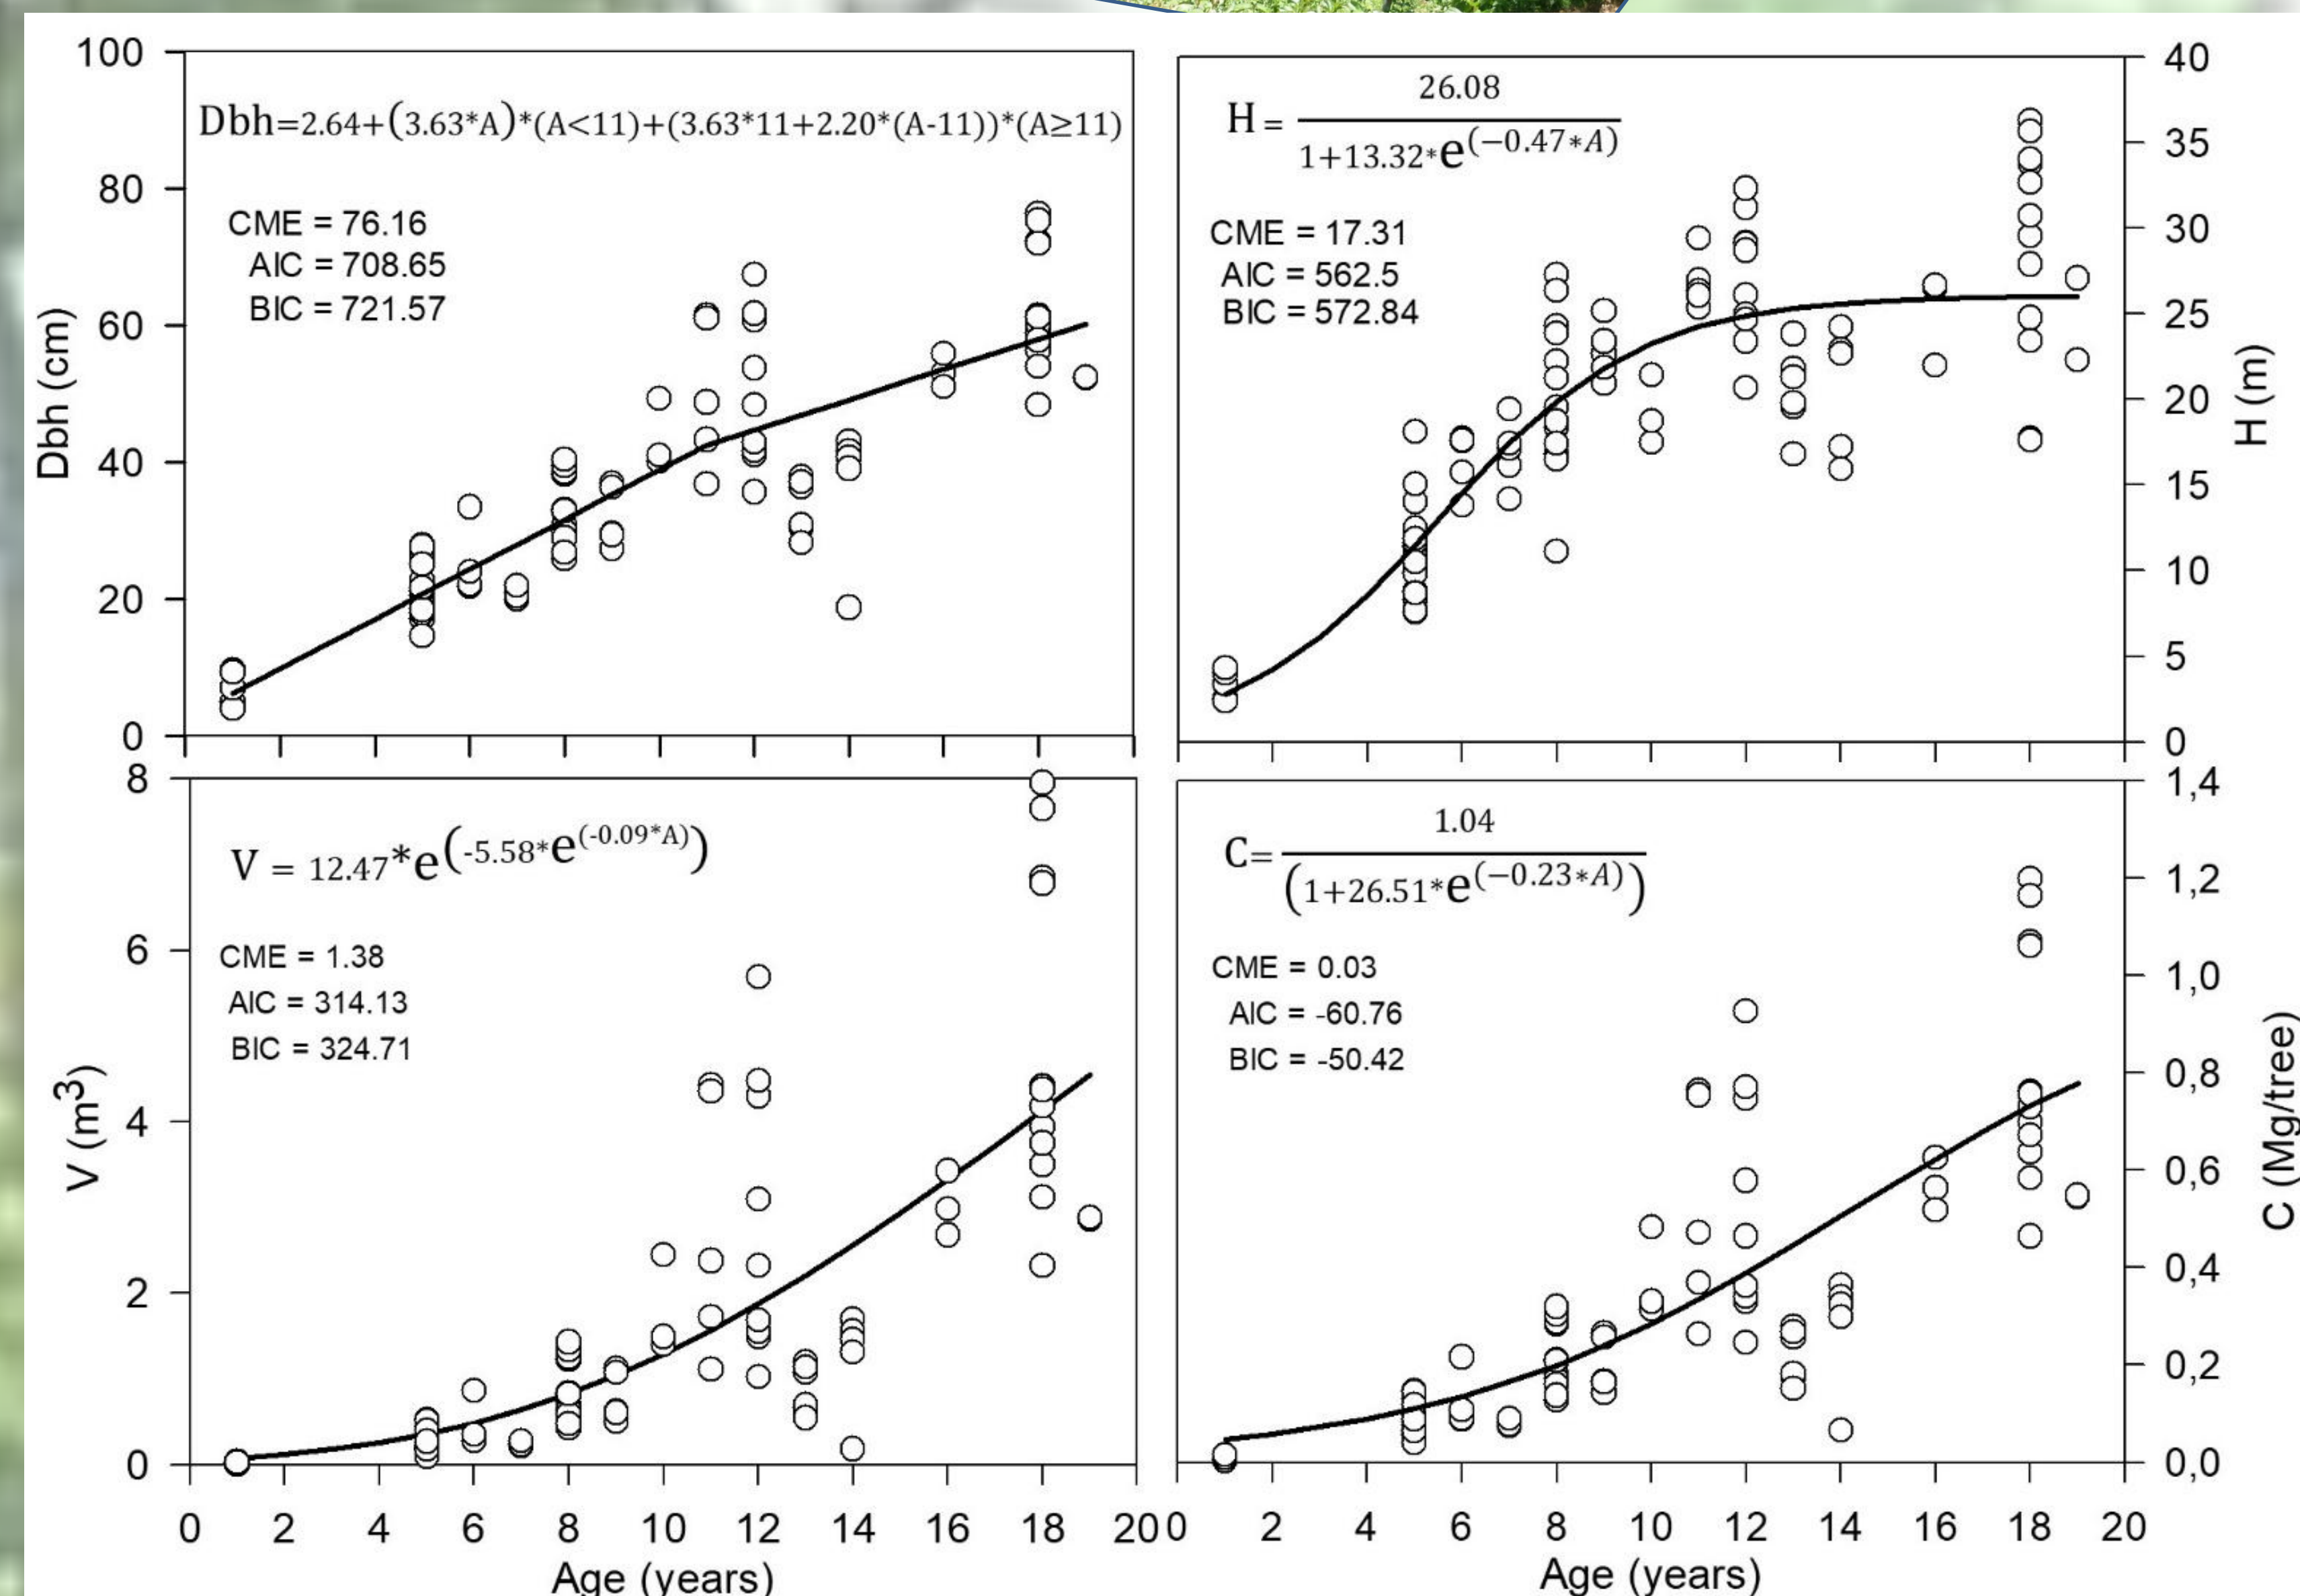 100
80
60
40
20
0
Dbh (cm)
Dbh=2.64+(3.63*A)*(A<11)+(3.63*11+2.20*(A-11))*(A≥11)
CME = 76.16
AIC = 708.65
BIC = 721.57
H = 26.08 / 1+13.32*e^(−0.47*A)
CME = 17.31
AIC = 562.5
BIC = 572.84
40
35
30
25
20
15
10
5
0
H (m)
8
6
4
2
0
V (m³)
V = 12.47*e^(-5.58*e^(-0.09*A))
CME = 1.38
AIC = 314.13
BIC = 324.71
0 2 4 6 8 10 12 14 16 18 20
Age (years)
C= 1.04 / (1+26.51*e^(−0.23*A))
CME = 0.03
AIC = -60.76
BIC = -50.42
1,4
1,2
1,0
0,8
0,6
0,4
0,2
0,0
C (Mg/tree)
0 2 4 6 8 10 12 14 16 18 20
Age (years)